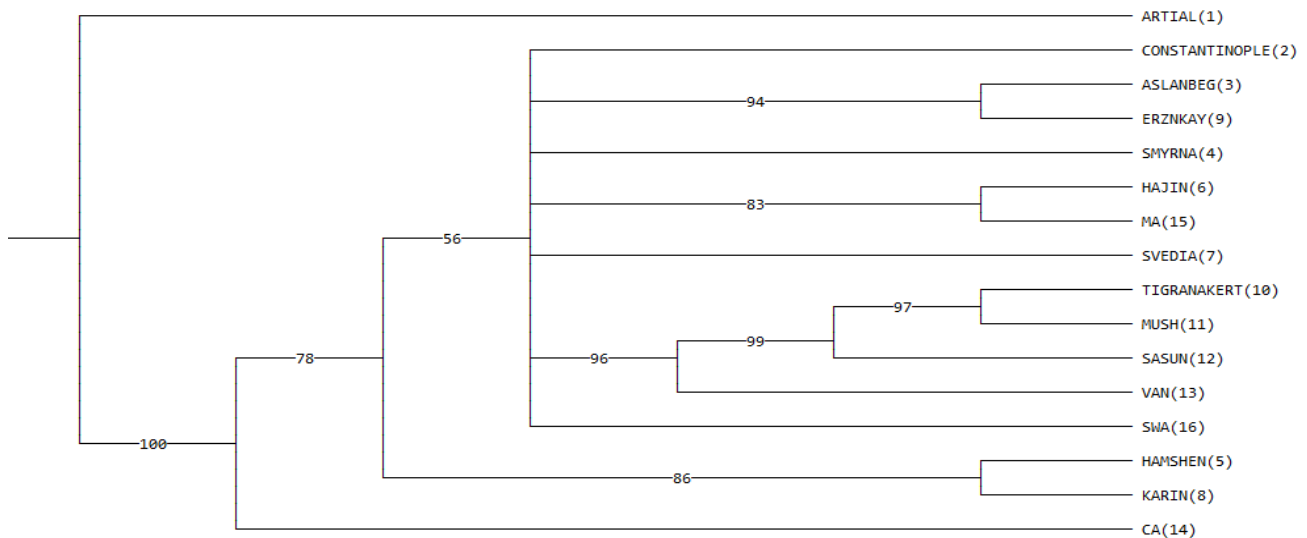 ARTIAL(1)
CONSTANTINOPLE(2)
ASLANBEG(3)
94
ERZNKAY(9)
SMYRNA(4)
HAJIN(6)
83
MA(15)
56
SVEDIA(7)
TIGRANAKERT(10)
97
MUSH(11)
99
78
96
SASUN(12)
VAN(13)
SWA(16)
100
HAMSHEN(5)
86
KARIN(8)
CA(14)